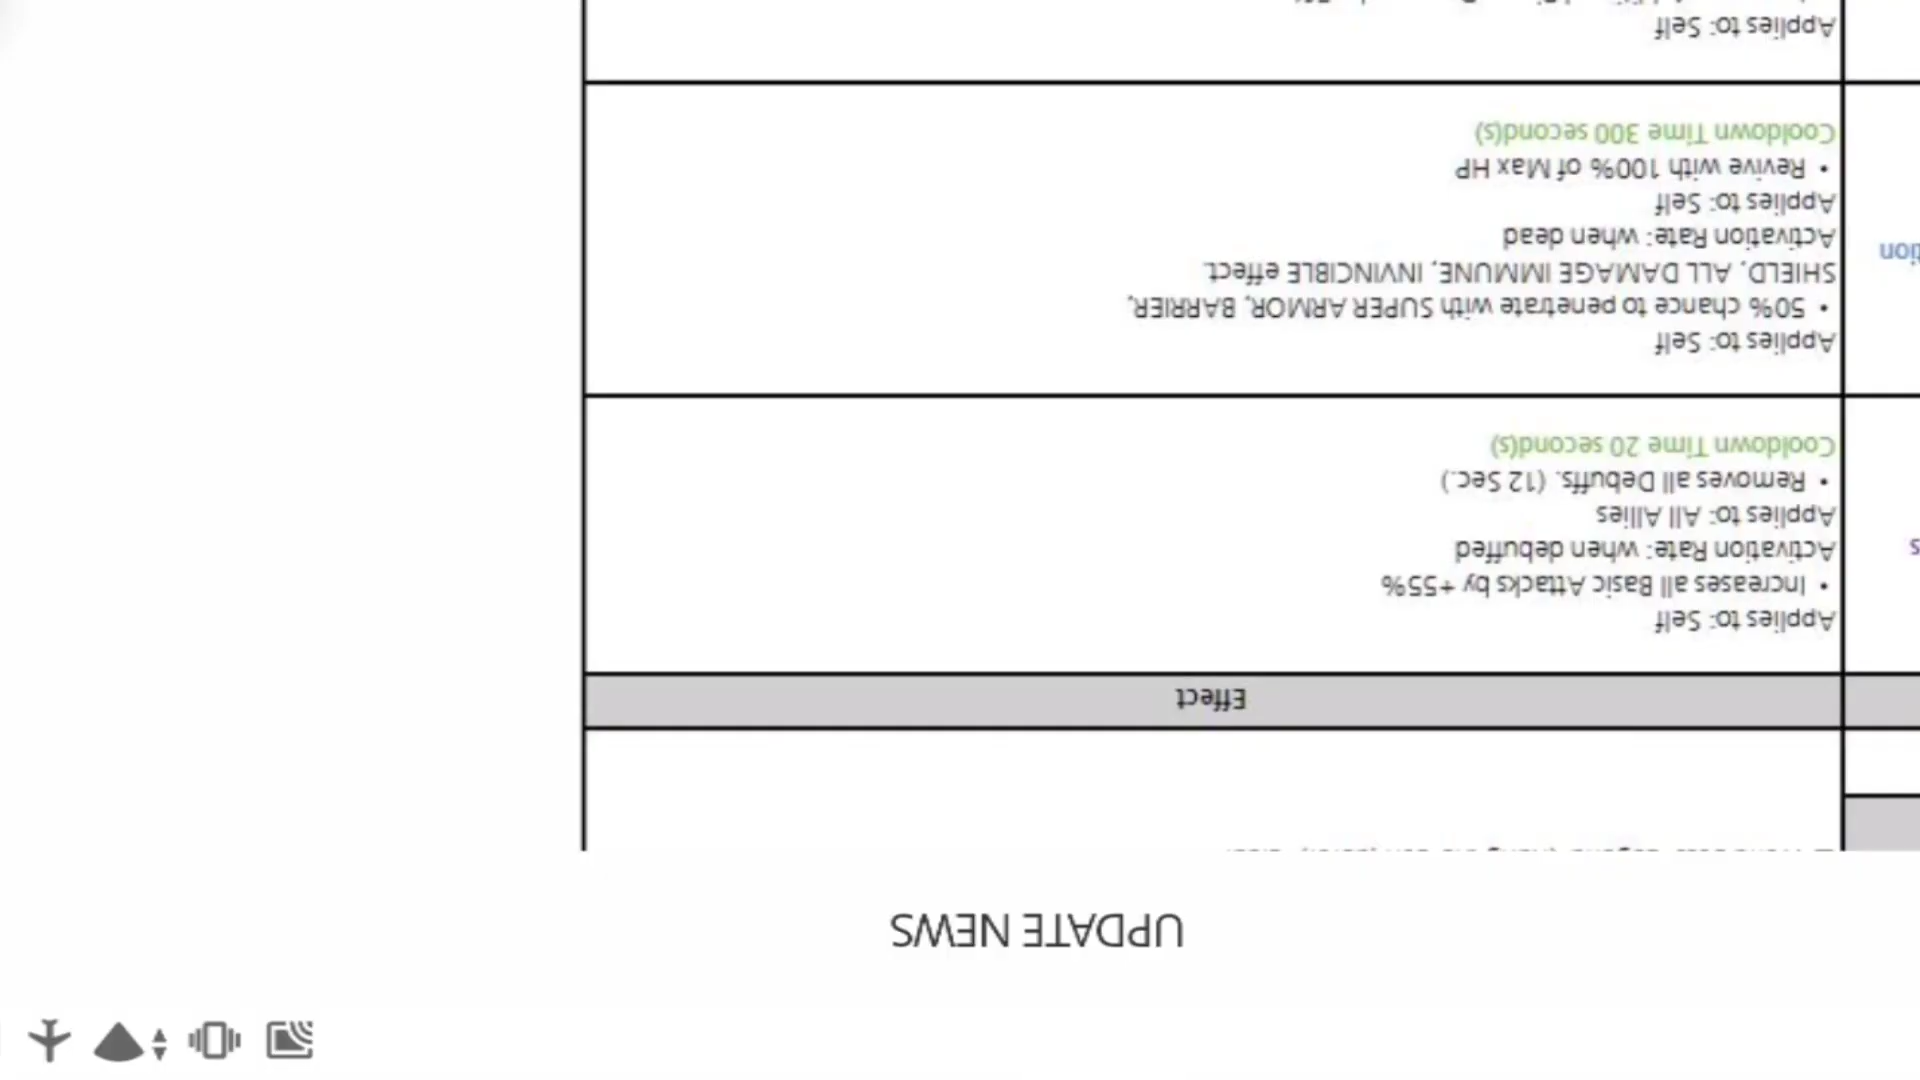 UPDATE NEWS
Effect
Applies to: Self
• Increases all Basic Attacks by +55%
Activation Rate: when debuffed
Applies to: All Allies
• Removes all Debuffs. (12 Sec.)
Cooldown Time 20 second(s)
Applies to: Self
• 50% chance to penetrate with SUPER ARMOR, BARRIER,
SHIELD, ALL DAMAGE IMMUNE, INVINCIBLE effect.
Activation Rate: when dead
Applies to: Self
• Revive with 100% of Max HP
Cooldown Time 300 second(s)
Applies to: Self